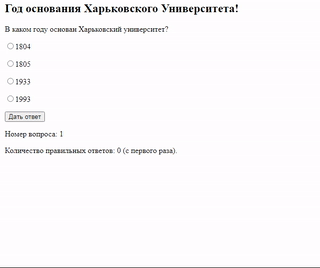 Год основания Харьковского Университета!
В каком году основан Харьковский университет?
1804
1805
1933
1993
Дать ответ
Номер вопроса: 1
Количество правильных ответов: 0 (с первого раза).